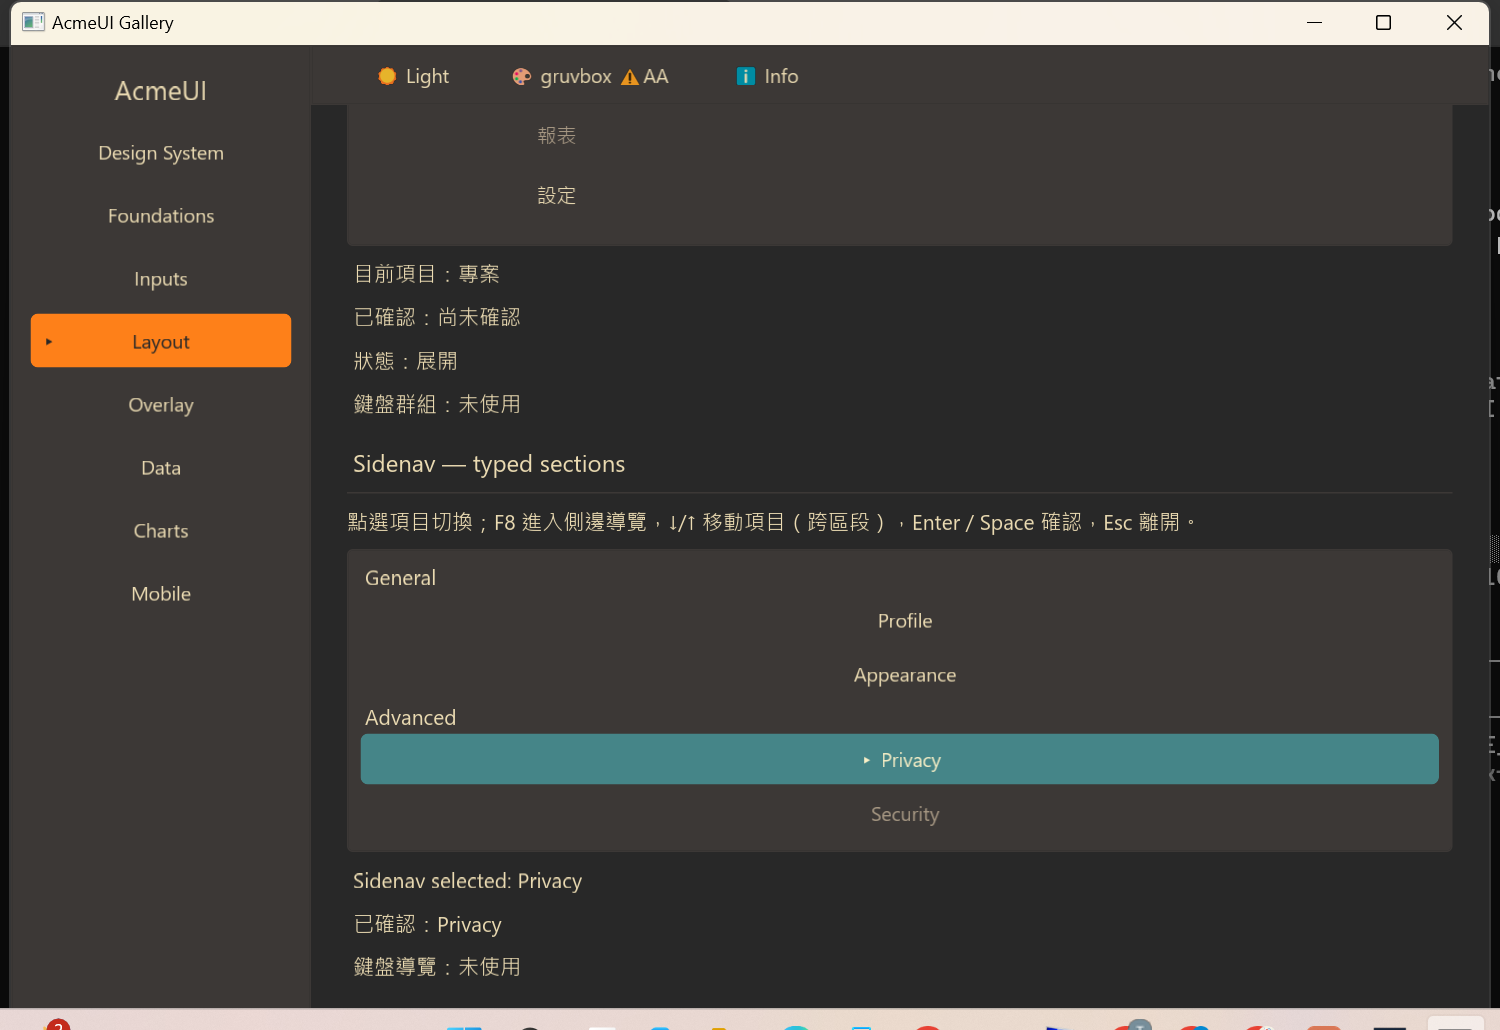 AcmeUI Gallery
AcmeUI
Design System
Foundations
Inputs
Layout
Overlay
Data
Charts
Mobile
Light
gruvbox ⚠ AA
Info
報表
設定
目前項目：專案
已確認：尚未確認
狀態：展開
鍵盤群組：未使用
Sidenav — typed sections
點選項目切換；F8 進入側邊導覽，↓/↑ 移動項目（跨區段），Enter / Space 確認，Esc 離開。
General
Profile
Appearance
Advanced
▸ Privacy
Security
Sidenav selected: Privacy
已確認：Privacy
鍵盤導覽：未使用